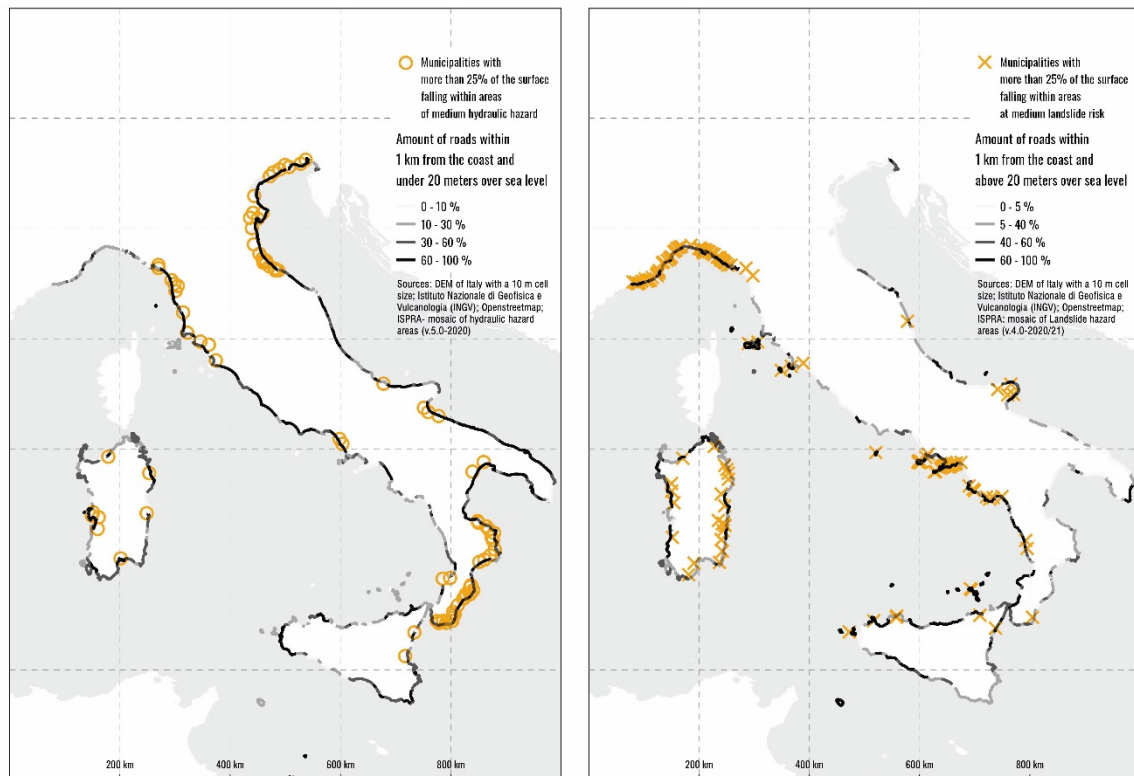 Municipalities with
more than 25% of the surface
falling within areas
of medium hydraulic hazard
Amount of roads within
1 km from the coast and
under 20 meters over sea level
0 - 10 %
10 - 30 %
30 - 60 %
60 - 100 %
Sources: DEM of Italy with a 10 m cell
size; Istituto Nazionale di Geofisica e
Vulcanologia (INGV); Openstreetmap;
ISPRA- mosaic of hydraulic hazard
areas (v.5.0-2020)
200 km
400 km
600 km
800 km
Municipalities with
more than 25% of the surface
falling within areas
at medium landslide risk
Amount of roads within
1 km from the coast and
above 20 meters over sea level
0 - 5 %
5 - 40 %
40 - 60 %
60 - 100 %
Sources: DEM of Italy with a 10 m cell
size; Istituto Nazionale di Geofisica e
Vulcanologia (INGV); Openstreetmap;
ISPRA: mosaic of Landslide hazard
areas (v.4.0-2020/21)
200 km
400 km
600 km
800 km